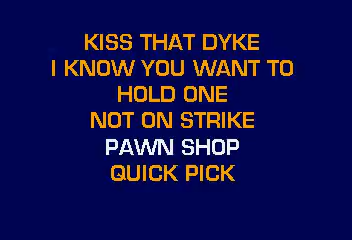 KISS THAT DYKE
I KNOW YOU WANT TO
HOLD ONE
NOT ON STRIKE
PAWN SHOP
QUICK PICK